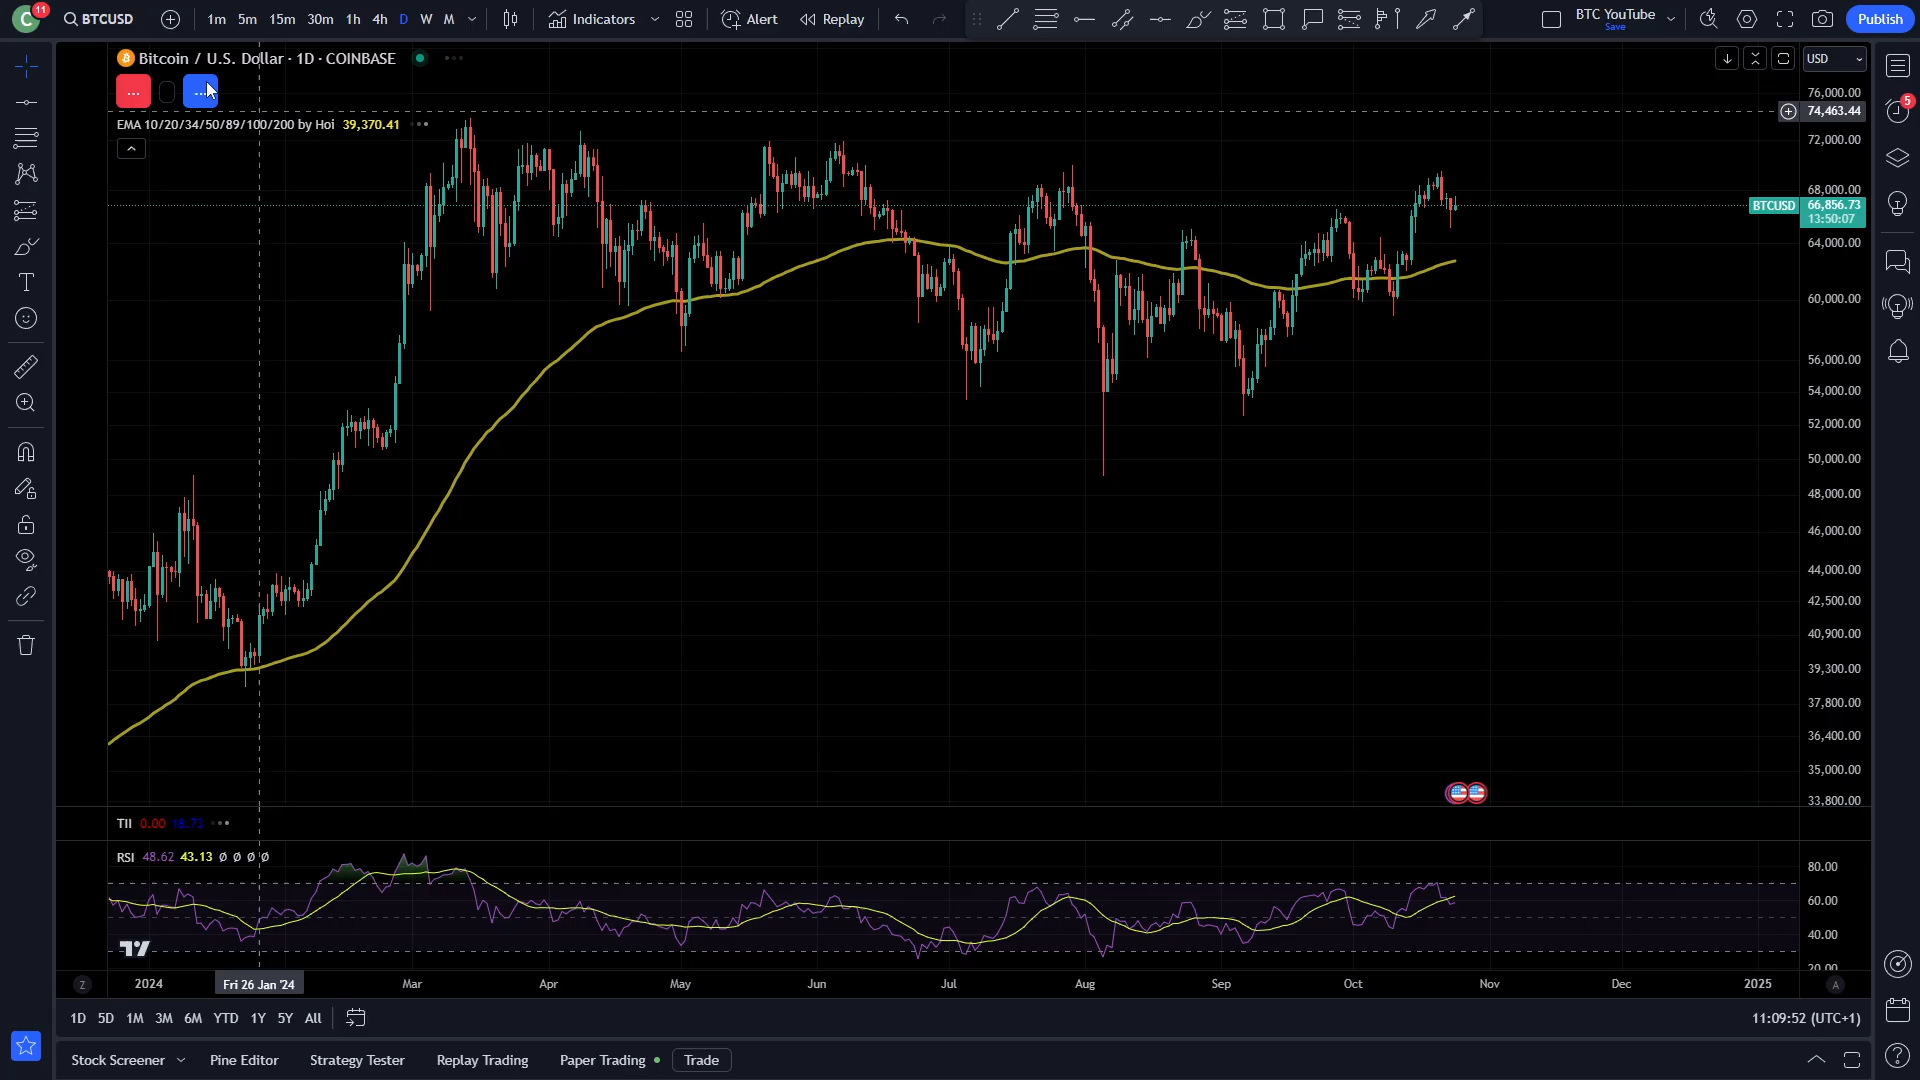 C 11 BTCUSD 1m 5m 15m 30m 1h 4h D W M Indicators Alert Replay BTC YouTube Save Publish
Bitcoin / U.S. Dollar · 1D · COINBASE
USD
... ...
EMA 10/20/34/50/89/100/200 by Hoi 39,370.41
76,000.00
74,463.44
72,000.00
68,000.00
BTCUSD 66,856.73
13:50:07
64,000.00
60,000.00
56,000.00
54,000.00
52,000.00
50,000.00
48,000.00
46,000.00
44,000.00
42,500.00
40,900.00
39,300.00
37,800.00
36,400.00
35,000.00
33,800.00
5
TII 0.00 18.73
RSI 48.62 43.13 Ø Ø Ø Ø
80.00
60.00
40.00
20.00
Z 2024 Fri 26 Jan '24 Mar Apr May Jun Jul Aug Sep Oct Nov Dec 2025 A
1D 5D 1M 3M 6M YTD 1Y 5Y All 11:09:52 (UTC+1)
Stock Screener Pine Editor Strategy Tester Replay Trading Paper Trading Trade